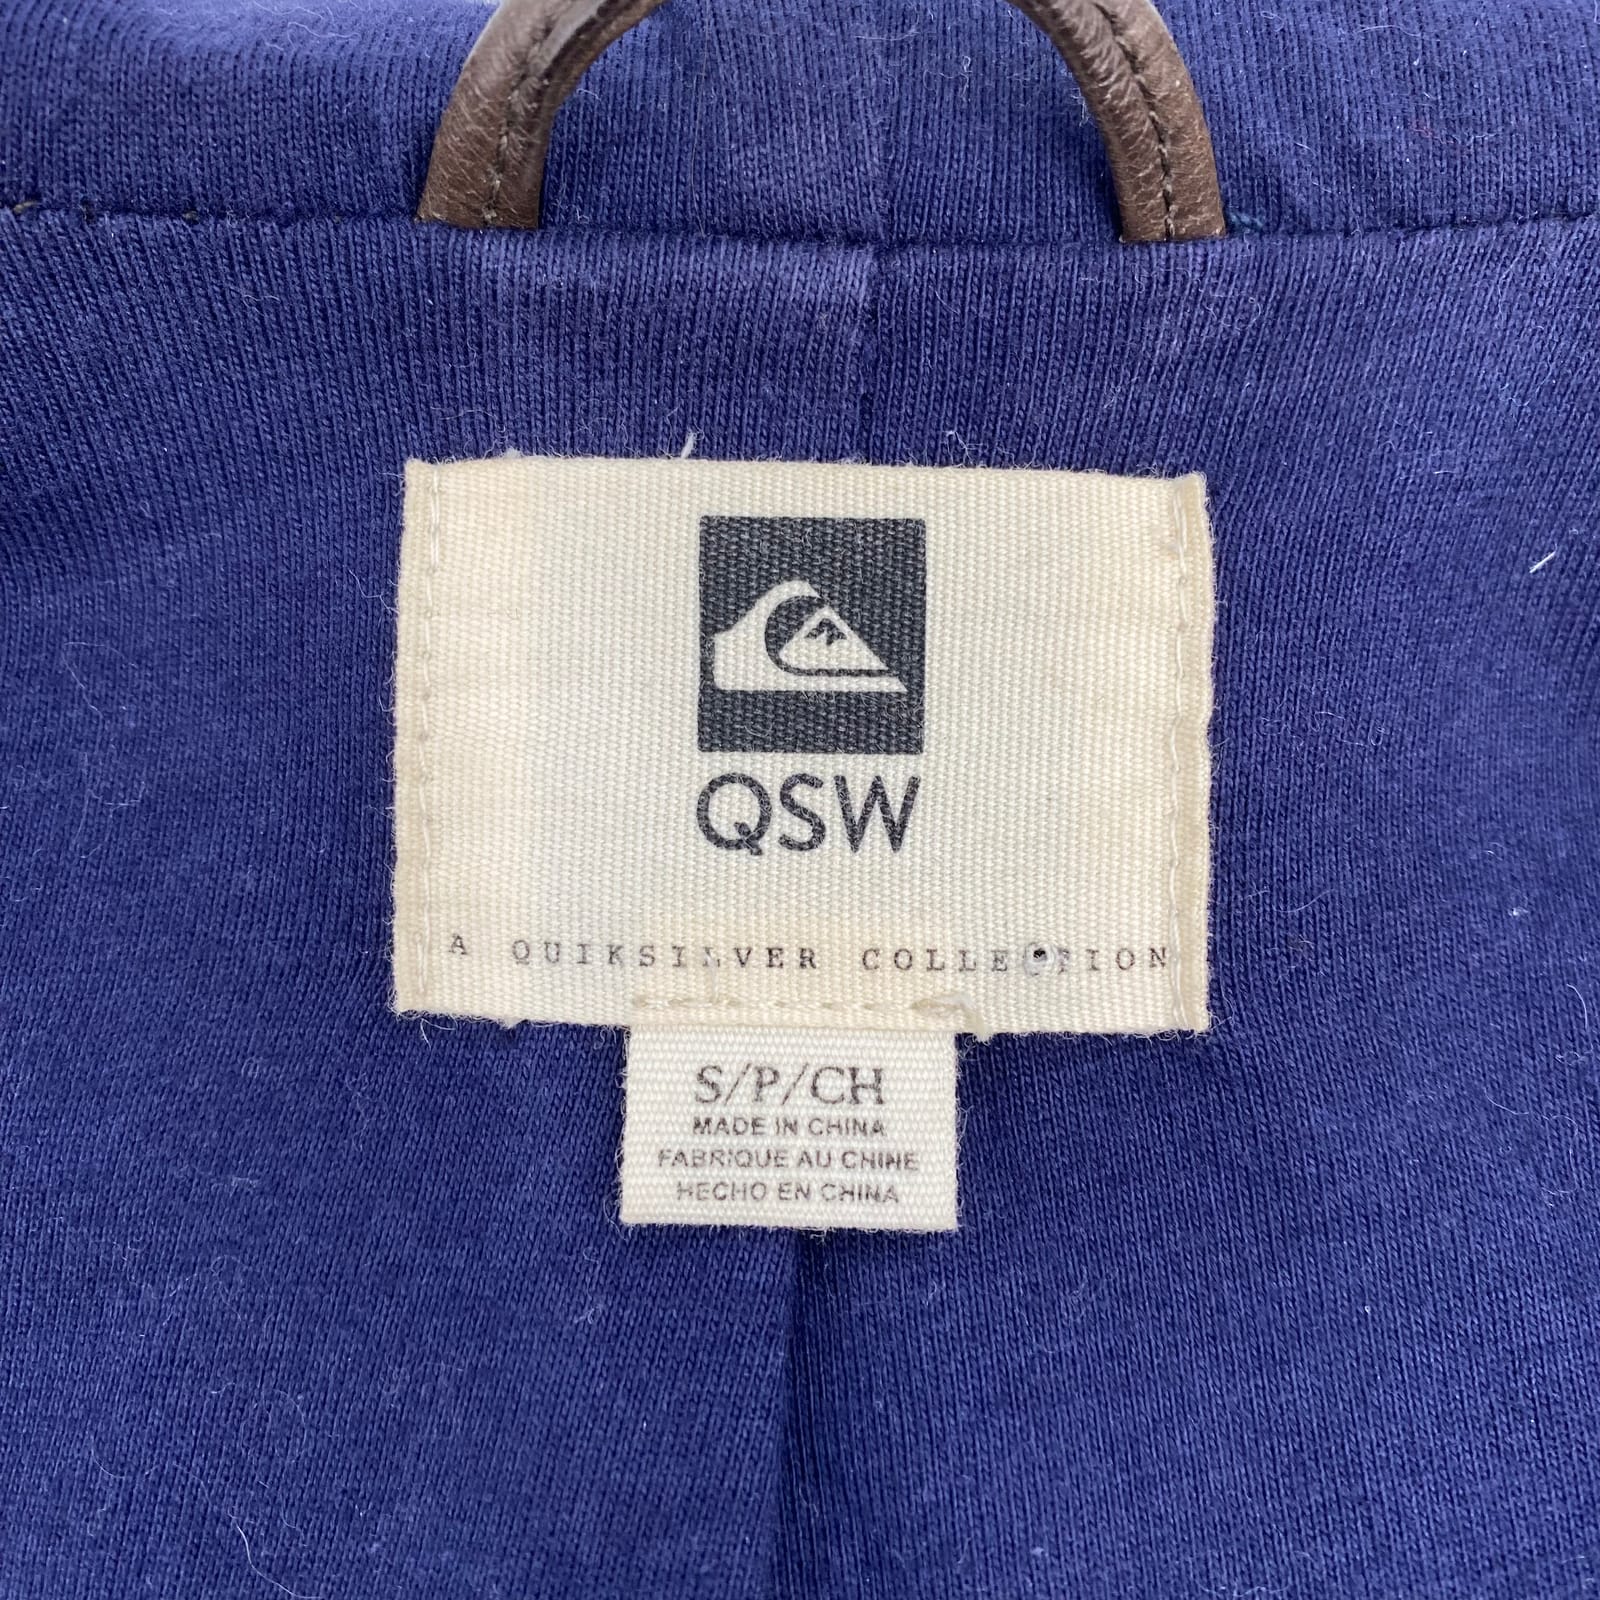 QSW
A QUIKSILVER COLLECTION
S/P/CH
MADE IN CHINA
FABRIQUE AU CHINE
HECHO EN CHINA